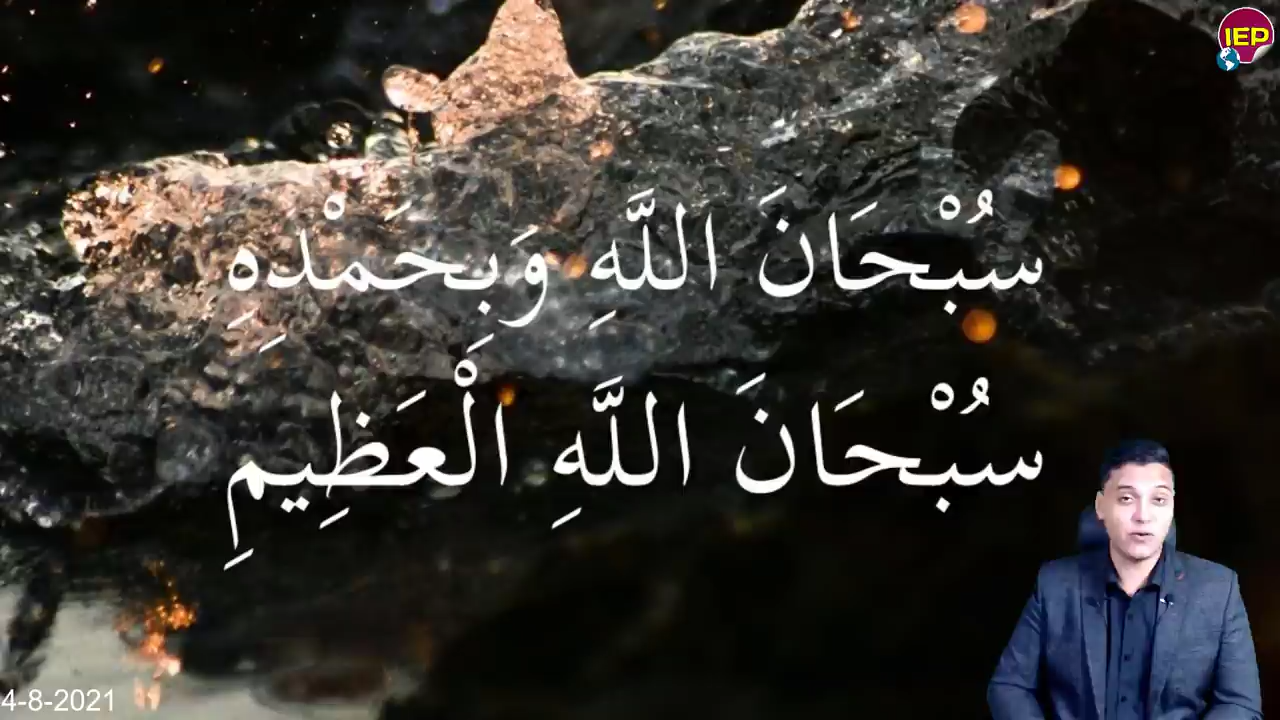 IEP
سُبْحَانَ اللَّهِ وَبِحَمْدِهِ
سُبْحَانَ اللَّهِ الْعَظِيمِ
4-8-2021